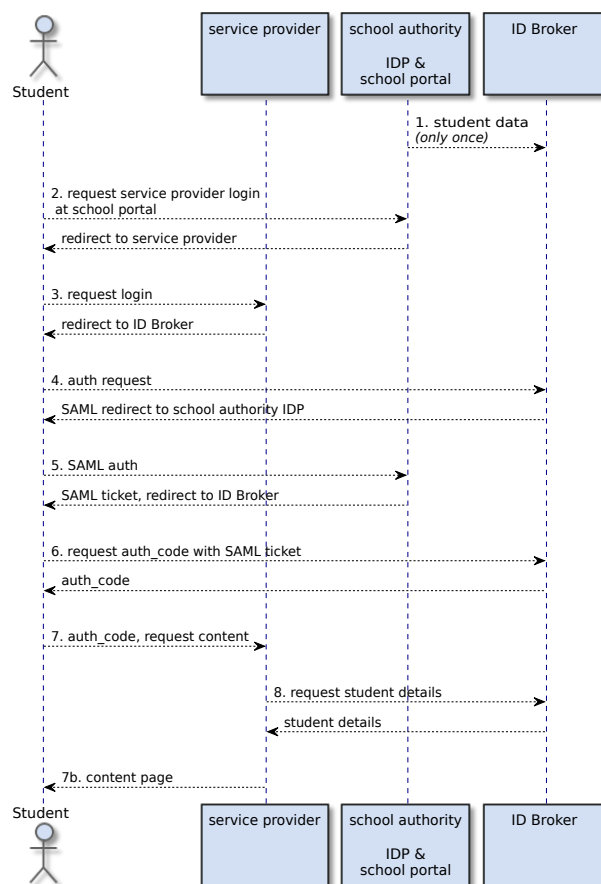 service provider
school authority
IDP &
school portal
ID Broker
Student
1. student data
(only once)
2. request service provider login
at school portal
redirect to service provider
3. request login
redirect to ID Broker
4. auth request
SAML redirect to school authority IDP
5. SAML auth
SAML ticket, redirect to ID Broker
6. request auth_code with SAML ticket
auth_code
7. auth_code, request content
8. request student details
student details
7b. content page
Student
service provider
school authority
IDP &
school portal
ID Broker